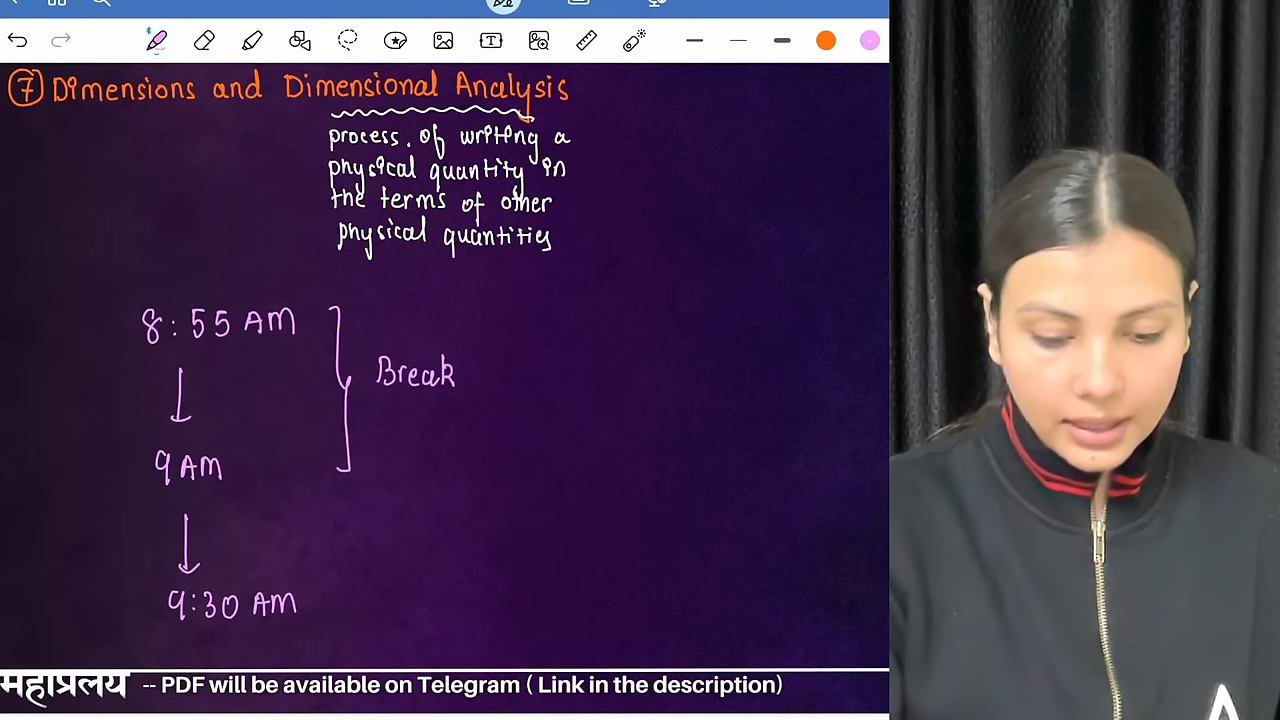 ⑦ Dimensions and Dimensional Analysis
process. of writing a
physical quantity in
the terms of other
physical quantities
8:55 AM
Break
9 AM
9:30 AM
महाप्रलय -- PDF will be available on Telegram ( Link in the description)